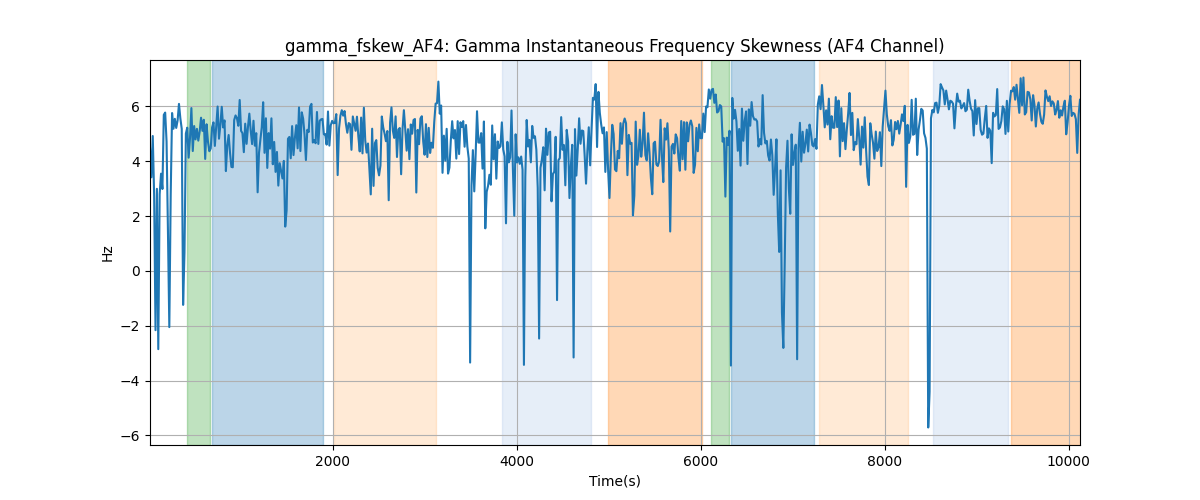 gamma_fskew_AF4: Gamma Instantaneous Frequency Skewness (AF4 Channel)
Hz
6
4
2
0
−2
−4
−6
2000 4000 6000 8000 10000
Time(s)